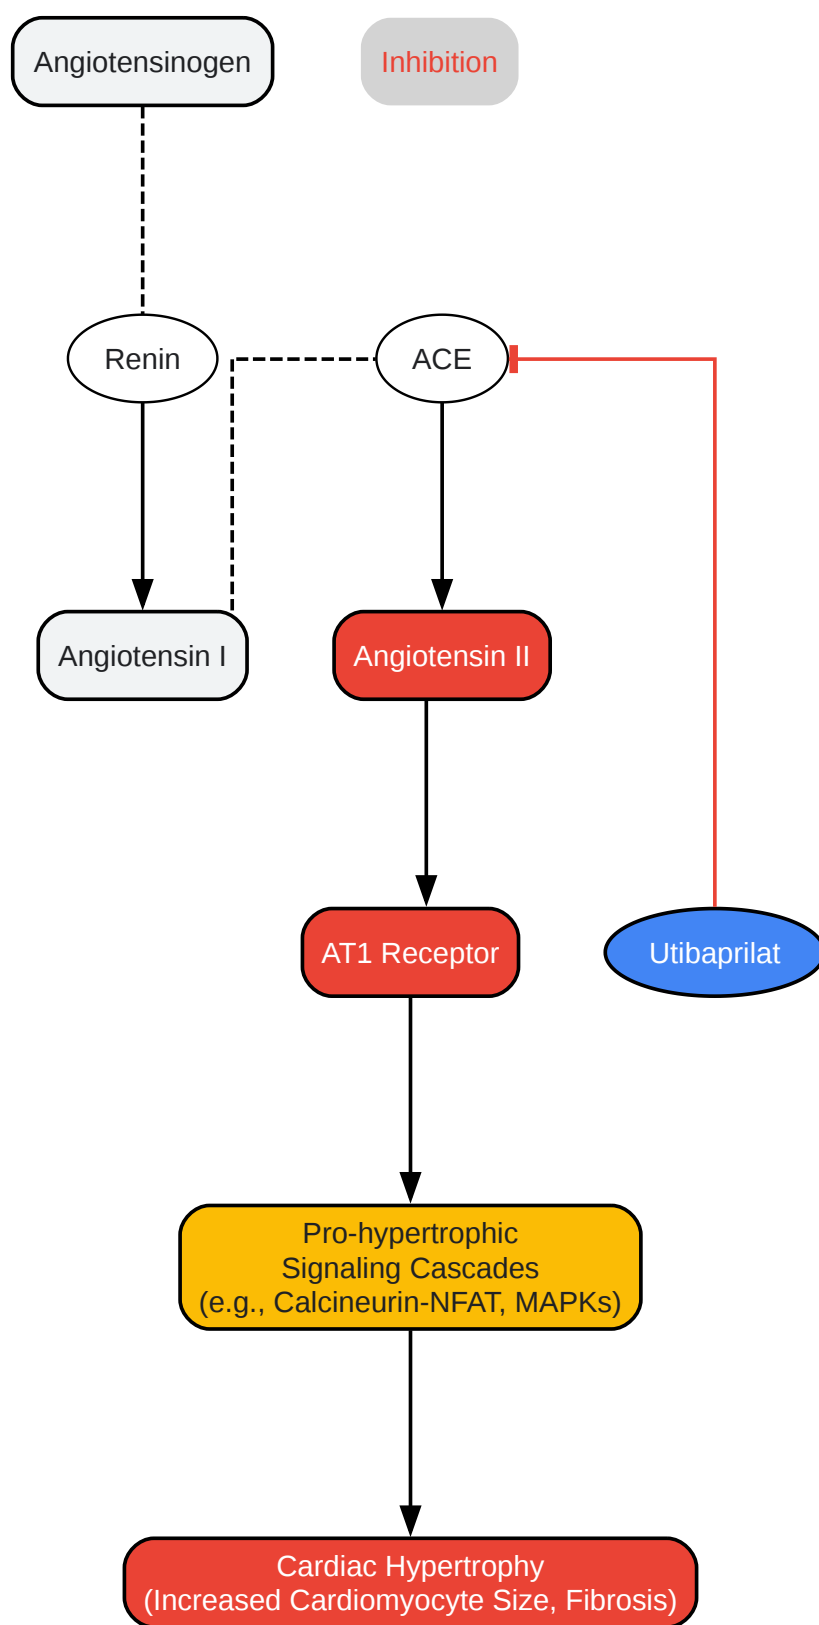 Angiotensinogen
Inhibition
Renin
ACE
Angiotensin I
Angiotensin II
AT1 Receptor
Utibaprilat
Pro-hypertrophic
Signaling Cascades
(e.g., Calcineurin-NFAT, MAPKs)
Cardiac Hypertrophy
(Increased Cardiomyocyte Size, Fibrosis)